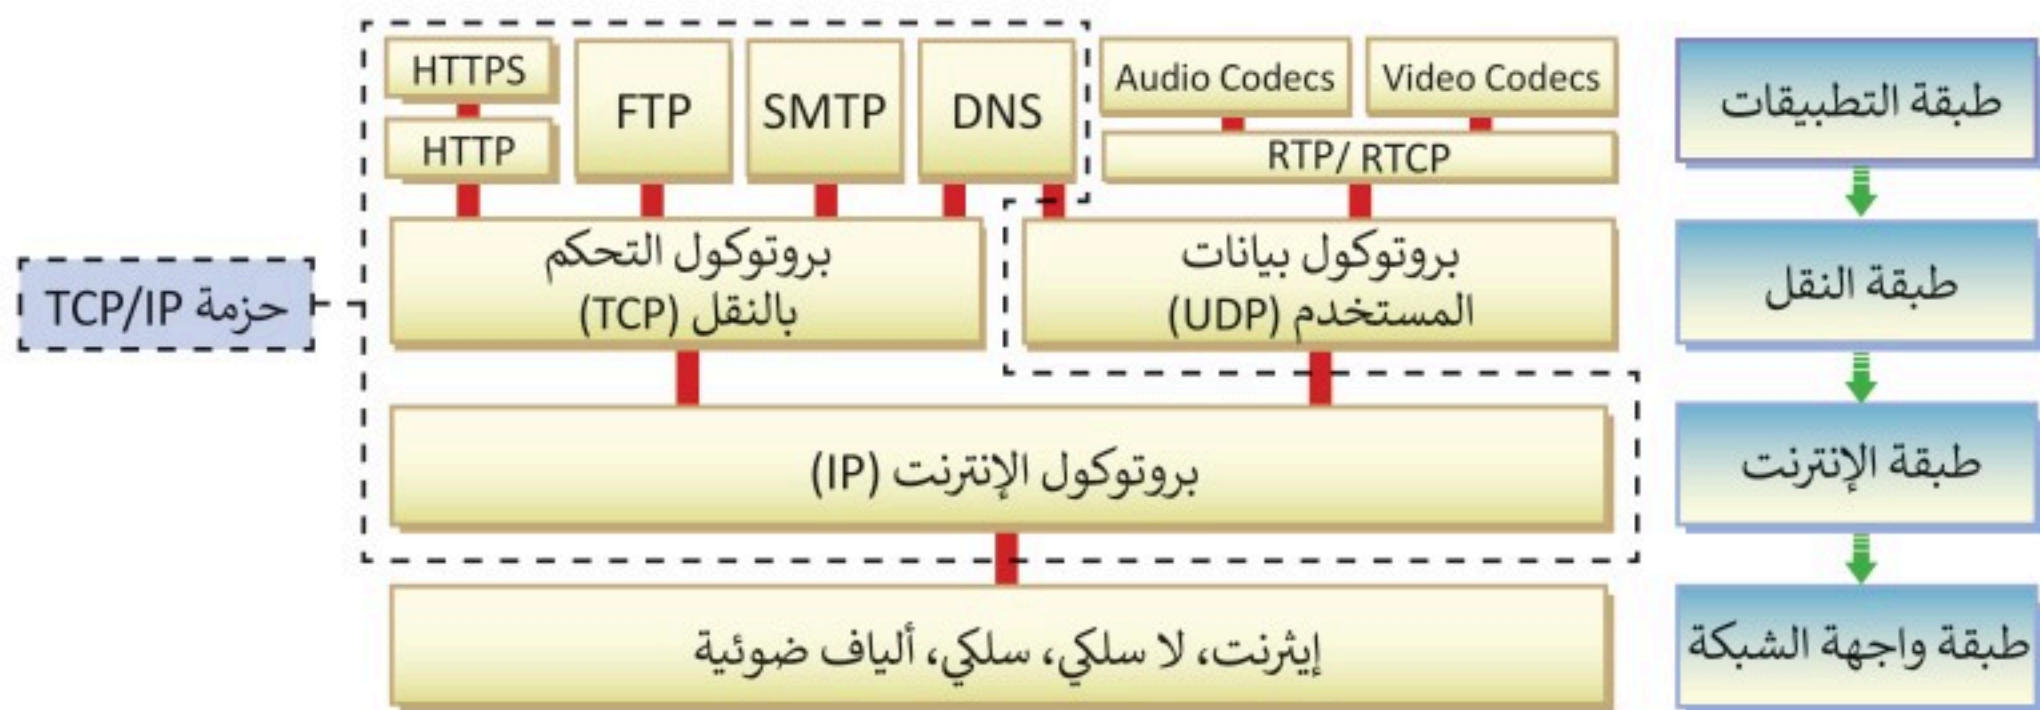 HTTPS
HTTP
FTP
SMTP
DNS
Audio Codecs
Video Codecs
RTP/ RTCP
طبقة التطبيقات
حزمة TCP/IP
بروتوكول التحكم
بالنقل (TCP)
بروتوكول بيانات
المستخدم (UDP)
طبقة النقل
بروتوكول الإنترنت (IP)
طبقة الإنترنت
إيثرنت، لا سلكي، سلكي، ألياف ضوئية
طبقة واجهة الشبكة